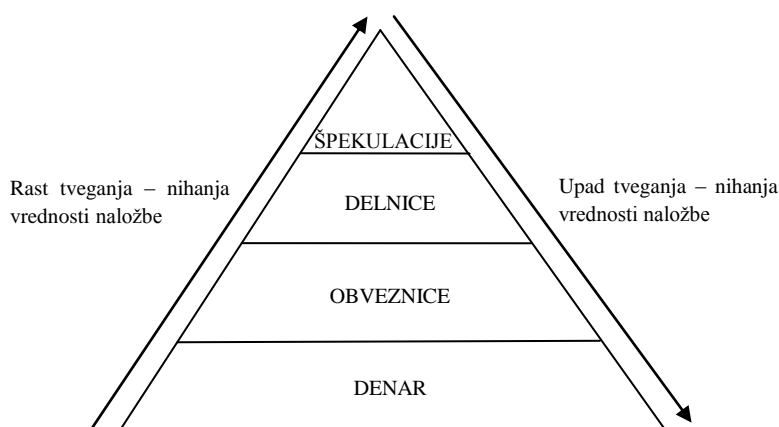 ŠPEKULACIJE
Rast tveganja – nihanja
vrednosti naložbe
Upad tveganja – nihanja
vrednosti naložbe
DELNICE
OBVEZNICE
DENAR